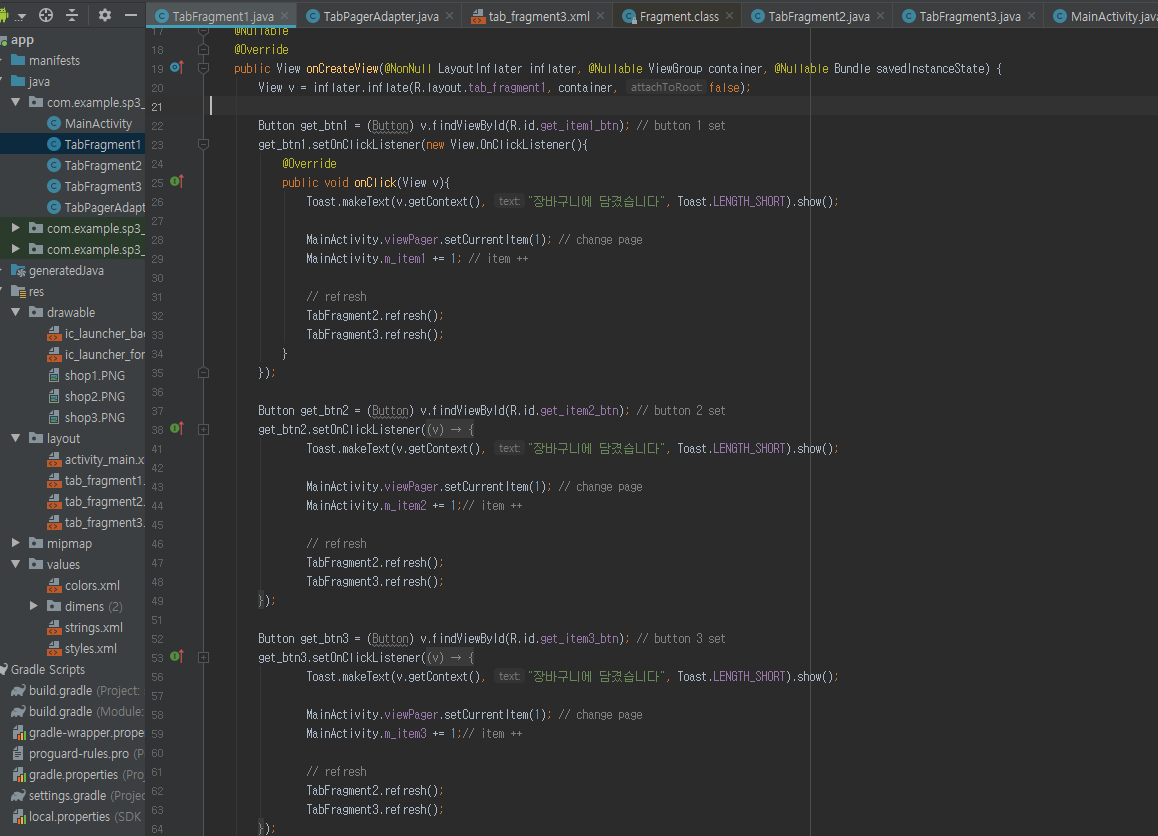 TabFragment1.java
TabPagerAdapter.java
tab_fragment3.xml
Fragment.class
TabFragment2.java
TabFragment3.java
MainActivity.java
app
manifests
java
com.example.sp3_
MainActivity
TabFragment1
TabFragment2
TabFragment3
TabPagerAdapt
com.example.sp3_
com.example.sp3_
generatedJava
res
drawable
ic_launcher_bac
ic_launcher_for
shop1.PNG
shop2.PNG
shop3.PNG
layout
activity_main.x
tab_fragment1.
tab_fragment2.
tab_fragment3.
mipmap
values
colors.xml
dimens (2)
strings.xml
styles.xml
Gradle Scripts
build.gradle (Project:
build.gradle (Module:
gradle-wrapper.prope
proguard-rules.pro (P
gradle.properties (Proj
settings.gradle (Projec
local.properties (SDK
17 @Nullable
18 @Override
19 public View onCreateView(@NonNull LayoutInflater inflater, @Nullable ViewGroup container, @Nullable Bundle savedInstanceState) {
20 View v = inflater.inflate(R.layout.tab_fragment1, container, attachToRoot: false);
21
22 Button get_btn1 = (Button) v.findViewById(R.id.get_item1_btn); // button 1 set
23 get_btn1.setOnClickListener(new View.OnClickListener(){
24 @Override
25 public void onClick(View v){
26 Toast.makeText(v.getContext(), text: "장바구니에 담겼습니다", Toast.LENGTH_SHORT).show();
27
28 MainActivity.viewPager.setCurrentItem(1); // change page
29 MainActivity.m_item1 += 1; // item ++
30
31 // refresh
32 TabFragment2.refresh();
33 TabFragment3.refresh();
34 }
35 });
36
37 Button get_btn2 = (Button) v.findViewById(R.id.get_item2_btn); // button 2 set
38 get_btn2.setOnClickListener((v) → {
41 Toast.makeText(v.getContext(), text: "장바구니에 담겼습니다", Toast.LENGTH_SHORT).show();
42
43 MainActivity.viewPager.setCurrentItem(1); // change page
44 MainActivity.m_item2 += 1;// item ++
45
46 // refresh
47 TabFragment2.refresh();
48 TabFragment3.refresh();
49 });
51
52 Button get_btn3 = (Button) v.findViewById(R.id.get_item3_btn); // button 3 set
53 get_btn3.setOnClickListener((v) → {
56 Toast.makeText(v.getContext(), text: "장바구니에 담겼습니다", Toast.LENGTH_SHORT).show();
57
58 MainActivity.viewPager.setCurrentItem(1); // change page
59 MainActivity.m_item3 += 1;// item ++
60
61 // refresh
62 TabFragment2.refresh();
63 TabFragment3.refresh();
64 });